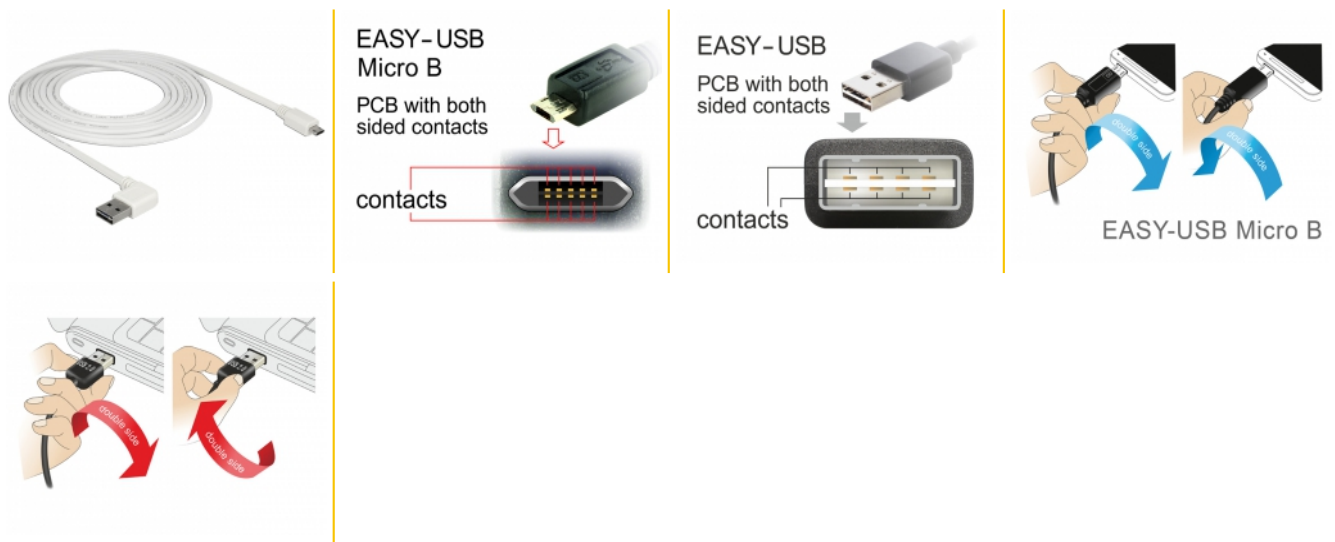 EASY-USB
Micro B
PCB with both
sided contacts
contacts
EASY-USB
PCB with both
sided contacts
contacts
double side
double side
EASY-USB Micro B
double side
double side